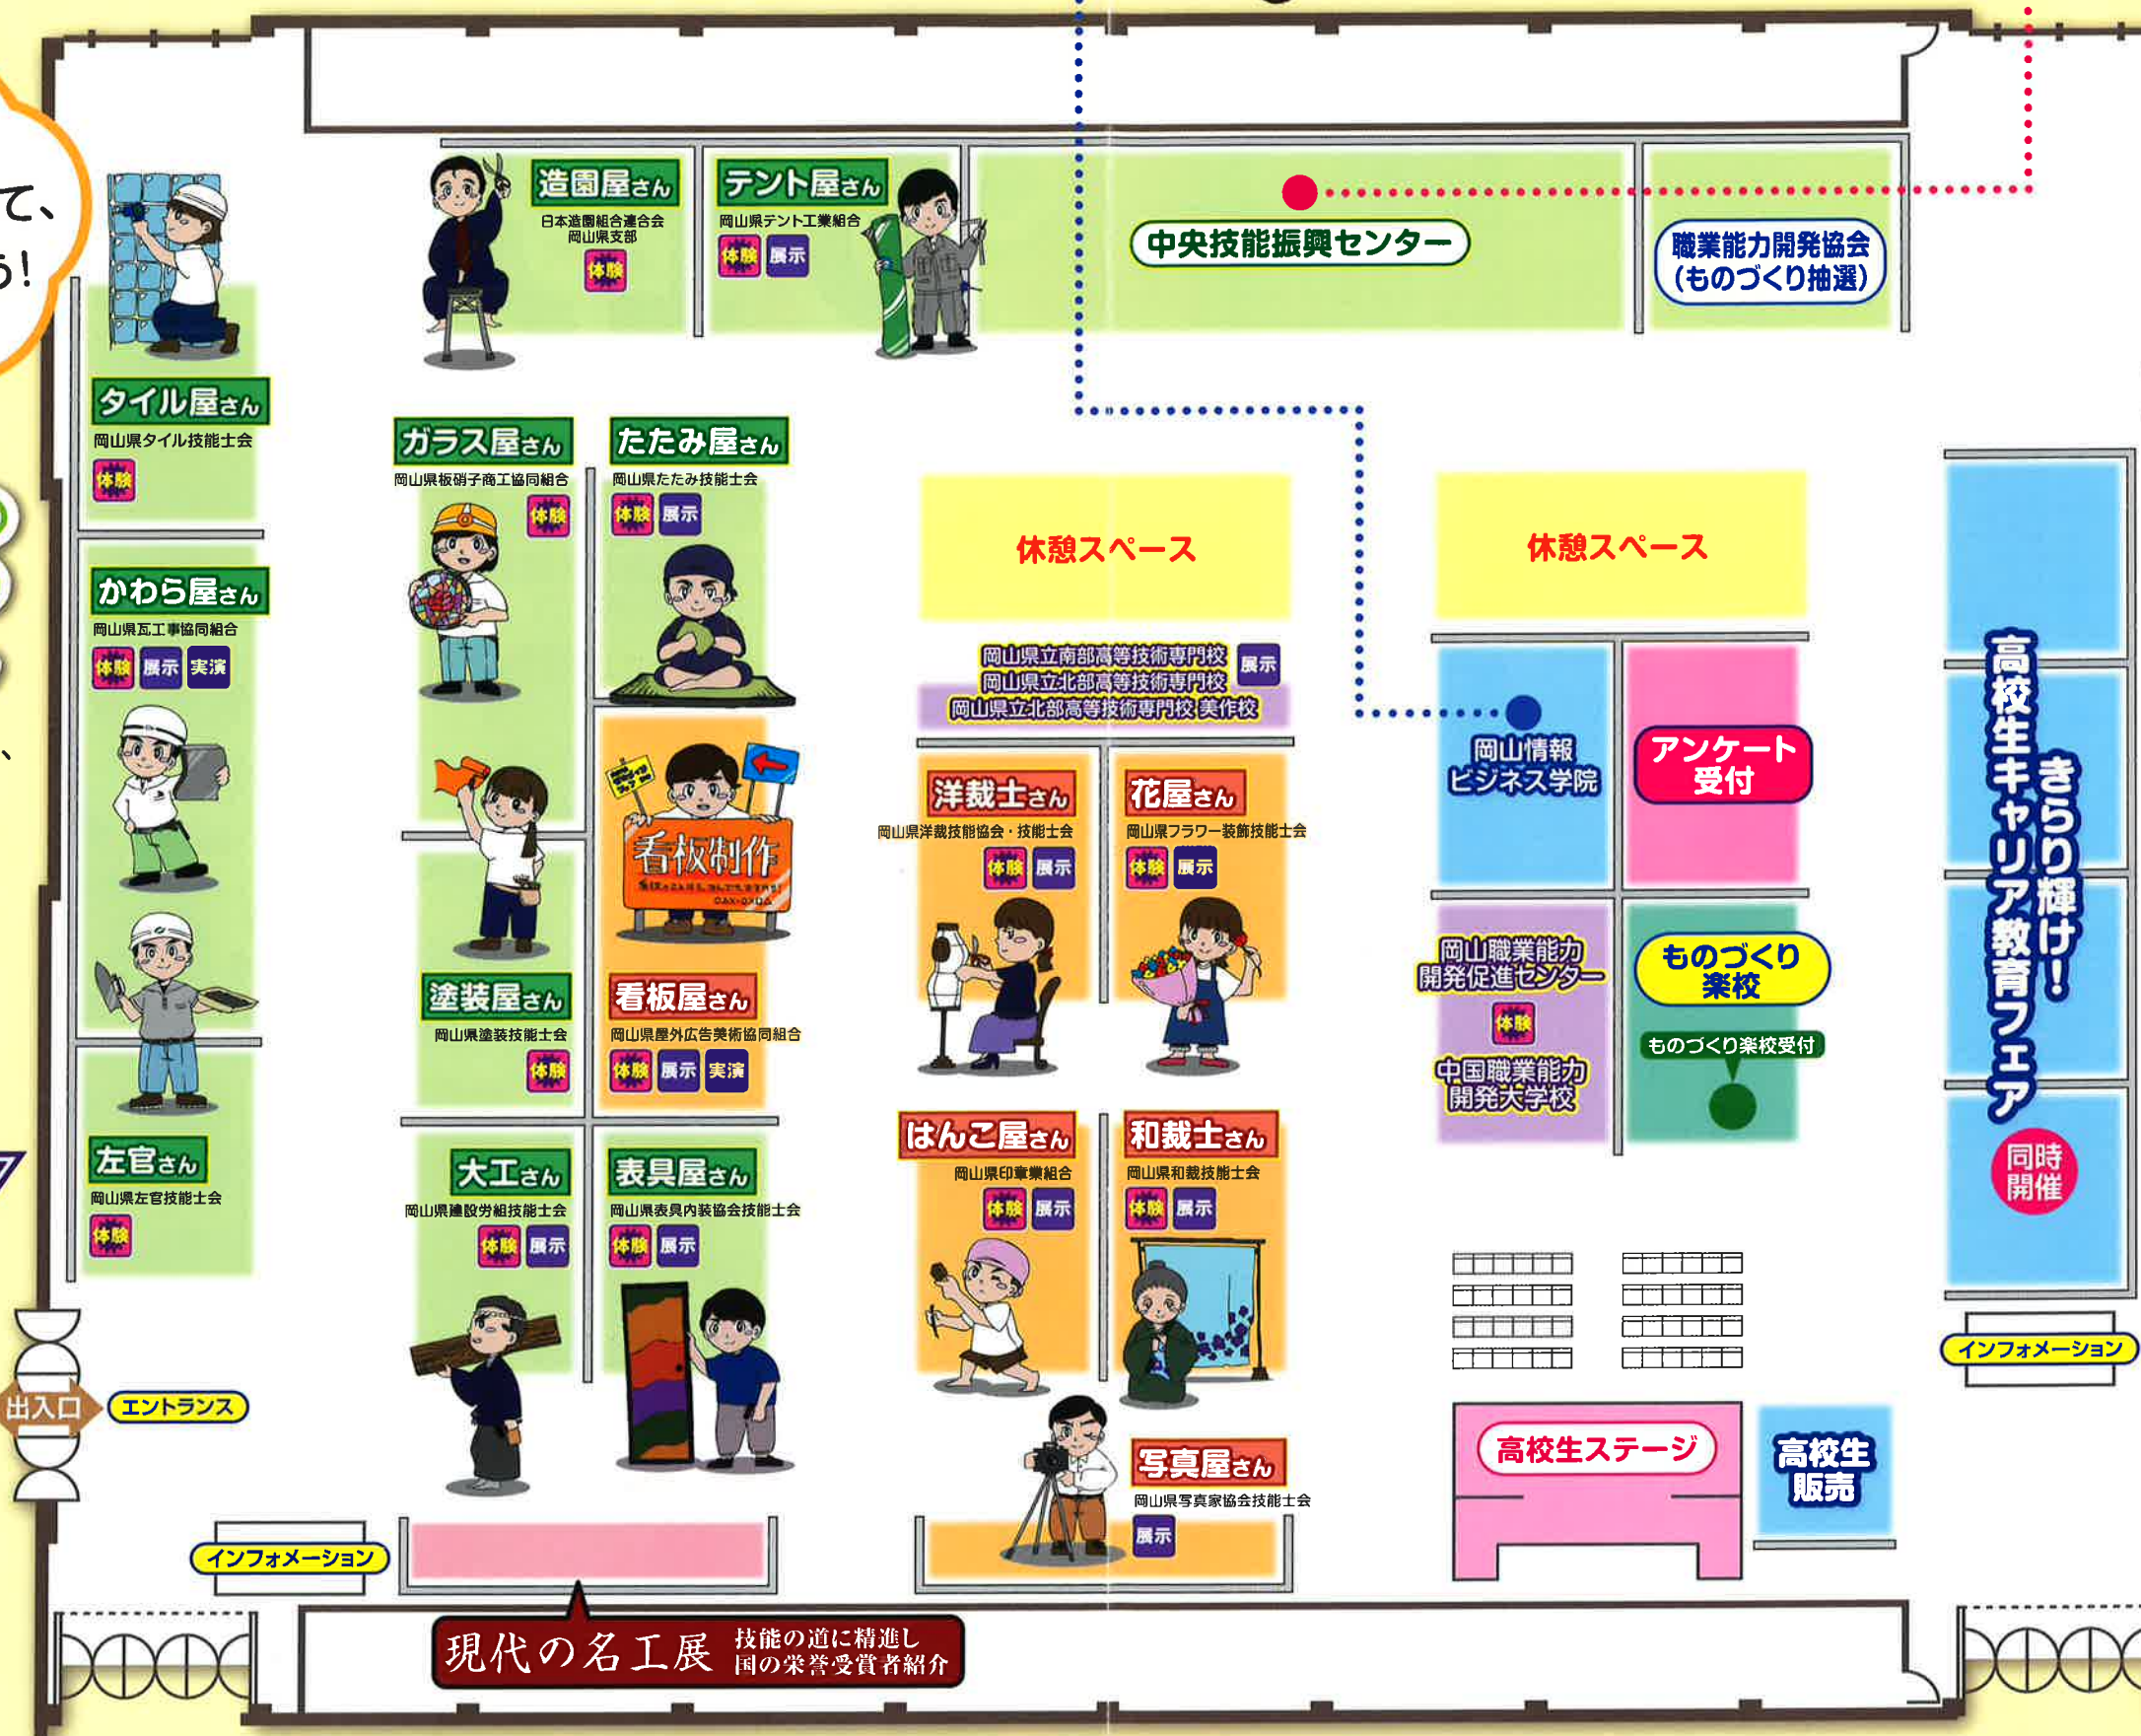 て、
う!
、
造園屋さん
日本造園組合連合会
岡山県支部
体験
テント屋さん
岡山県テント工業組合
体験 展示
中央技能振興センター
職業能力開発協会
(ものづくり抽選)
タイル屋さん
岡山県タイル技能士会
体験
かわら屋さん
岡山県瓦工事協同組合
体験 展示 実演
左官さん
岡山県左官技能士会
体験
ガラス屋さん
岡山県板硝子商工協同組合
体験
たたみ屋さん
岡山県たたみ技能士会
体験 展示
看板制作
塗装屋さん
岡山県塗装技能士会
体験
看板屋さん
岡山県屋外広告美術協同組合
体験 展示 実演
大工さん
岡山県建設労組技能士会
体験 展示
表具屋さん
岡山県表具内装協会技能士会
体験 展示
休憩スペース
休憩スペース
岡山県立南部高等技術専門校
岡山県立北部高等技術専門校
岡山県立北部高等技術専門校 美作校
展示
洋裁士さん
岡山県洋裁技能協会・技能士会
体験 展示
花屋さん
岡山県フラワー装飾技能士会
体験 展示
はんこ屋さん
岡山県印章業組合
体験 展示
和裁士さん
岡山県和裁技能士会
体験 展示
写真屋さん
岡山県写真家協会技能士会
展示
岡山情報
ビジネス学院
アンケート
受付
岡山職業能力
開発促進センター
体験
中国職業能力
開発大学校
ものづくり
楽校
ものづくり楽校受付
きらり輝け!
高校生キャリア教育フェア
同時
開催
インフォメーション
高校生ステージ
高校生
販売
出入口
エントランス
インフォメーション
現代の名工展
技能の道に精進し
国の栄誉受賞者紹介